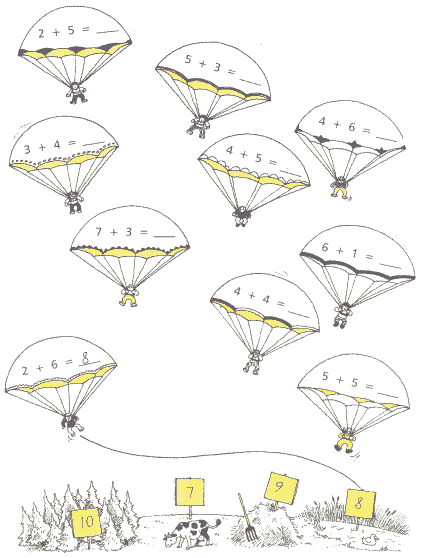 2 + 5 = ___
5 + 3 = ___
4 + 6 = ___
3 + 4 = ___
4 + 5 = ___
7 + 3 = ___
6 + 1 = ___
4 + 4 = ___
2 + 6 = 8
5 + 5 = ___
10
7
9
8